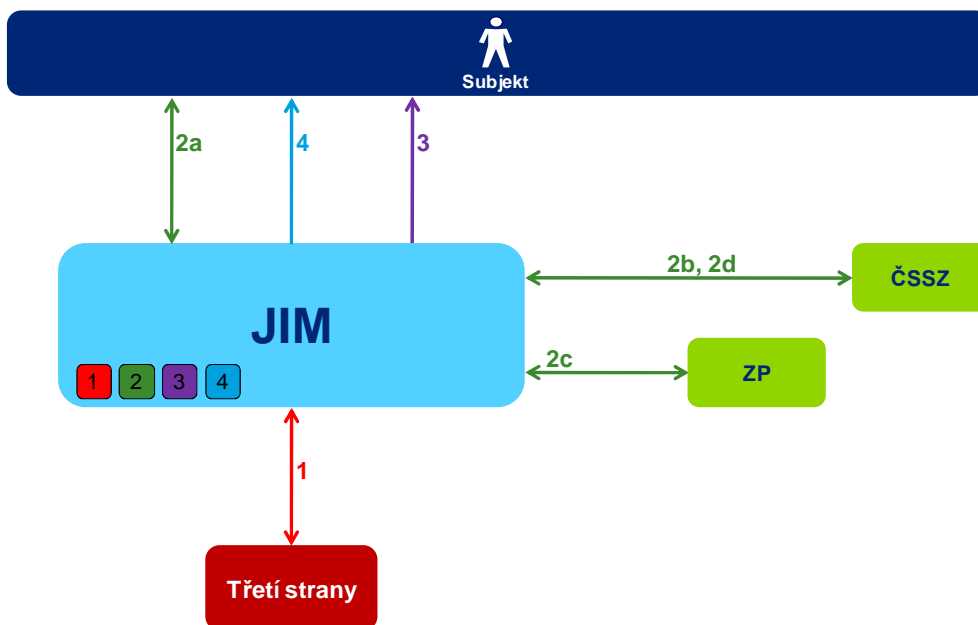 Subjekt
2a
4
3
2b, 2d
ČSSZ
JIM
2c
ZP
1 2 3 4
1
Třetí strany